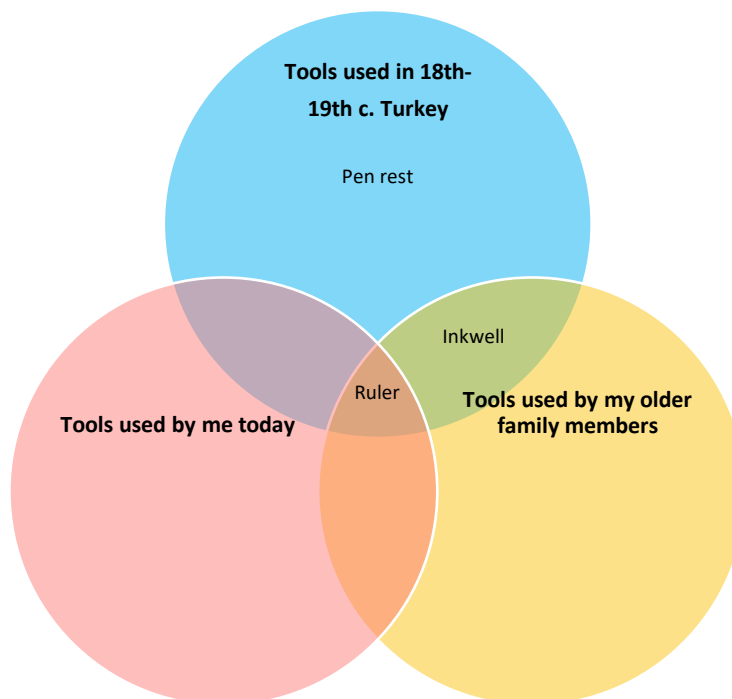 Tools used in 18th-
19th c. Turkey
Pen rest
Inkwell
Ruler
Tools used by me today
Tools used by my older
family members